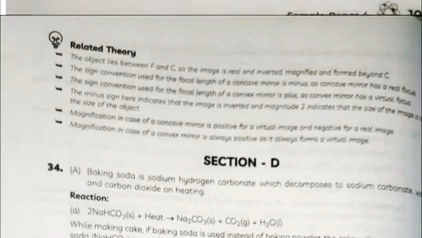 Related Theory
The object lies between F and C, so the image is real and inverted, magnified and formed beyond C.
The sign convention used for the focal length of a concave mirror is minus, as concave mirror has a real focus
The sign convention used for the focal length of a convex mirror is plus, as convex mirror has a virtual focus
The minus sign here indicates that the image is inverted and magnitude 2 indicates that the size of the image
the size of the object
Magnification in case of a concave mirror is positive for a virtual image and negative for a real image
Magnification in case of a convex mirror is always positive as it always forms a virtual image
SECTION - D
34. (A) Baking soda is sodium hydrogen carbonate which decomposes to sodium carbonate,
and carbon dioxide on heating.
Reaction:
(a) 2NaHCO₃(s) + Heat → Na₂CO₃(s) + CO₂(g) + H₂O(l)
While making cake, if baking soda is used instead of baking powder